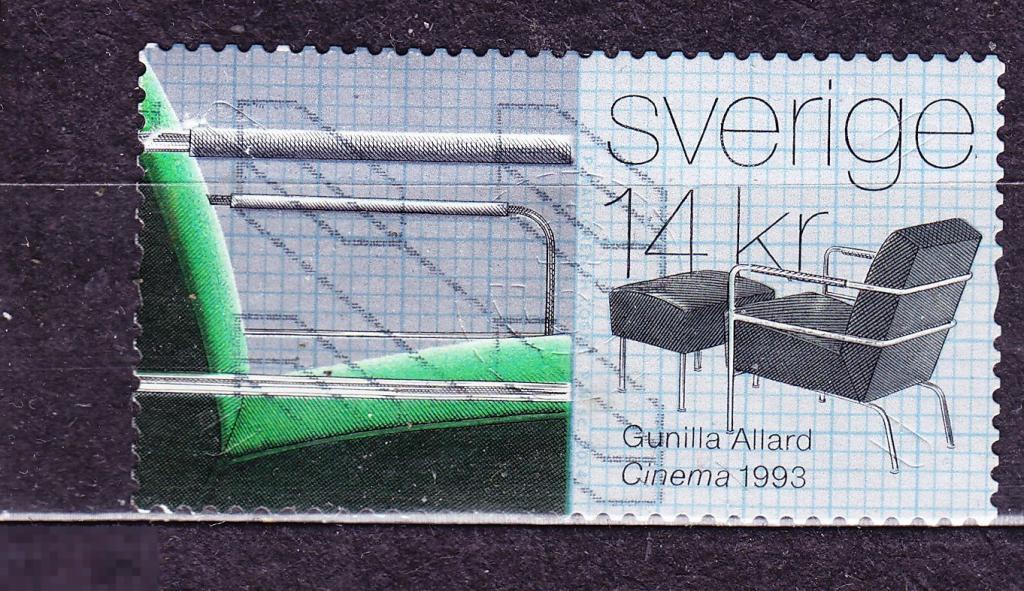 sverige
14 kr
Gunilla Allard
Cinema 1993